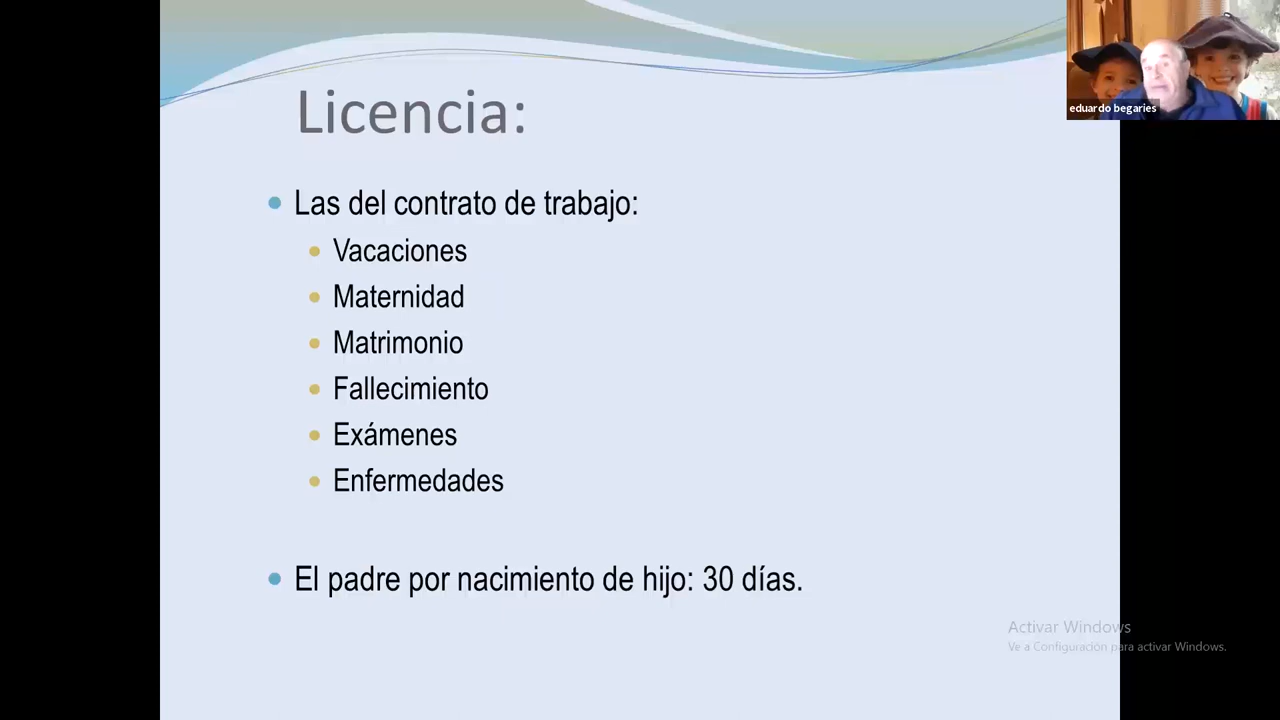 eduardo begaries
Licencia:
Las del contrato de trabajo:
Vacaciones
Maternidad
Matrimonio
Fallecimiento
Exámenes
Enfermedades
El padre por nacimiento de hijo: 30 días.
Activar Windows
Ve a Configuración para activar Windows.